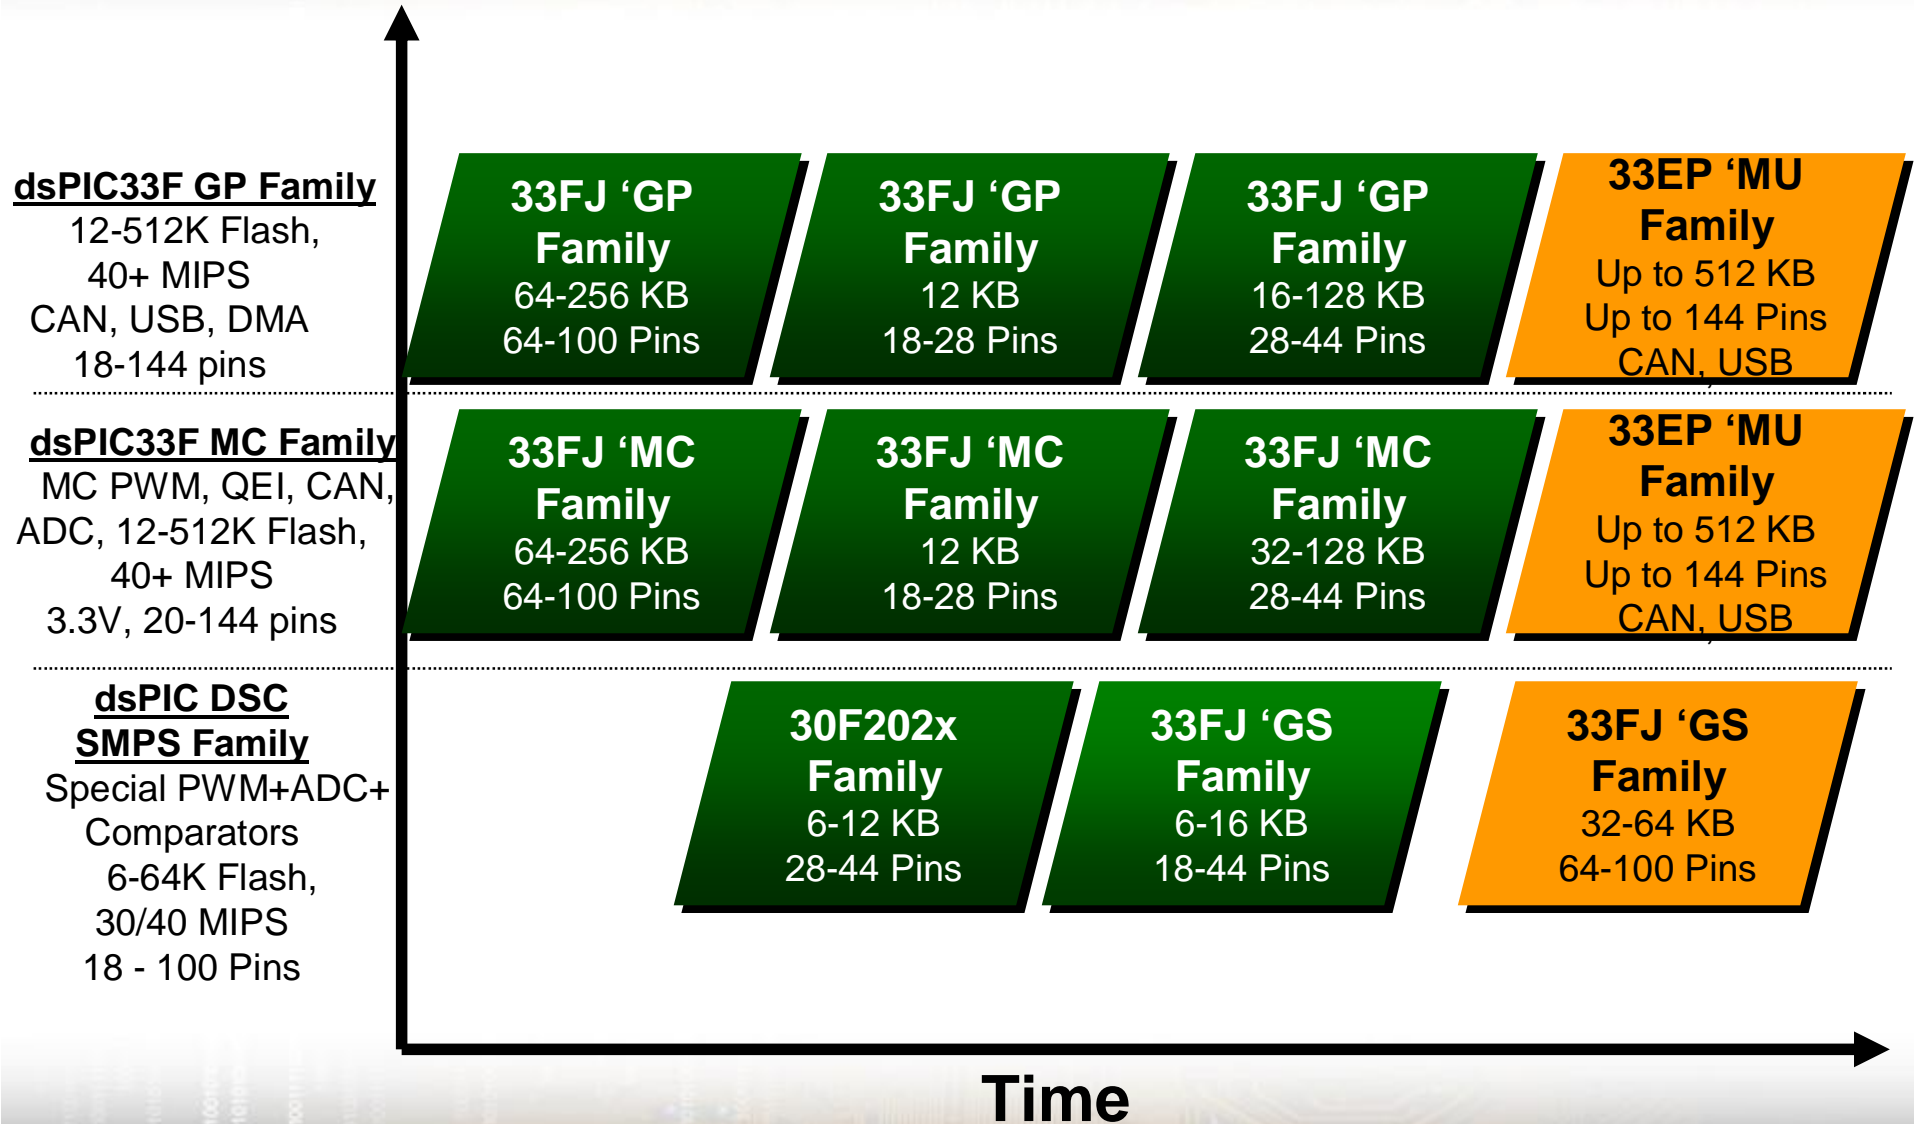 dsPIC33F GP Family
12-512K Flash,
40+ MIPS
CAN, USB, DMA
18-144 pins
33FJ ‘GP
Family
64-256 KB
64-100 Pins
33FJ ‘GP
Family
12 KB
18-28 Pins
33FJ ‘GP
Family
16-128 KB
28-44 Pins
33EP ‘MU
Family
Up to 512 KB
Up to 144 Pins
CAN, USB
dsPIC33F MC Family
MC PWM, QEI, CAN,
ADC, 12-512K Flash,
40+ MIPS
3.3V, 20-144 pins
33FJ ‘MC
Family
64-256 KB
64-100 Pins
33FJ ‘MC
Family
12 KB
18-28 Pins
33FJ ‘MC
Family
32-128 KB
28-44 Pins
33EP ‘MU
Family
Up to 512 KB
Up to 144 Pins
CAN, USB
dsPIC DSC
SMPS Family
Special PWM+ADC+
Comparators
6-64K Flash,
30/40 MIPS
18 - 100 Pins
30F202x
Family
6-12 KB
28-44 Pins
33FJ ‘GS
Family
6-16 KB
18-44 Pins
33FJ ‘GS
Family
32-64 KB
64-100 Pins
Time